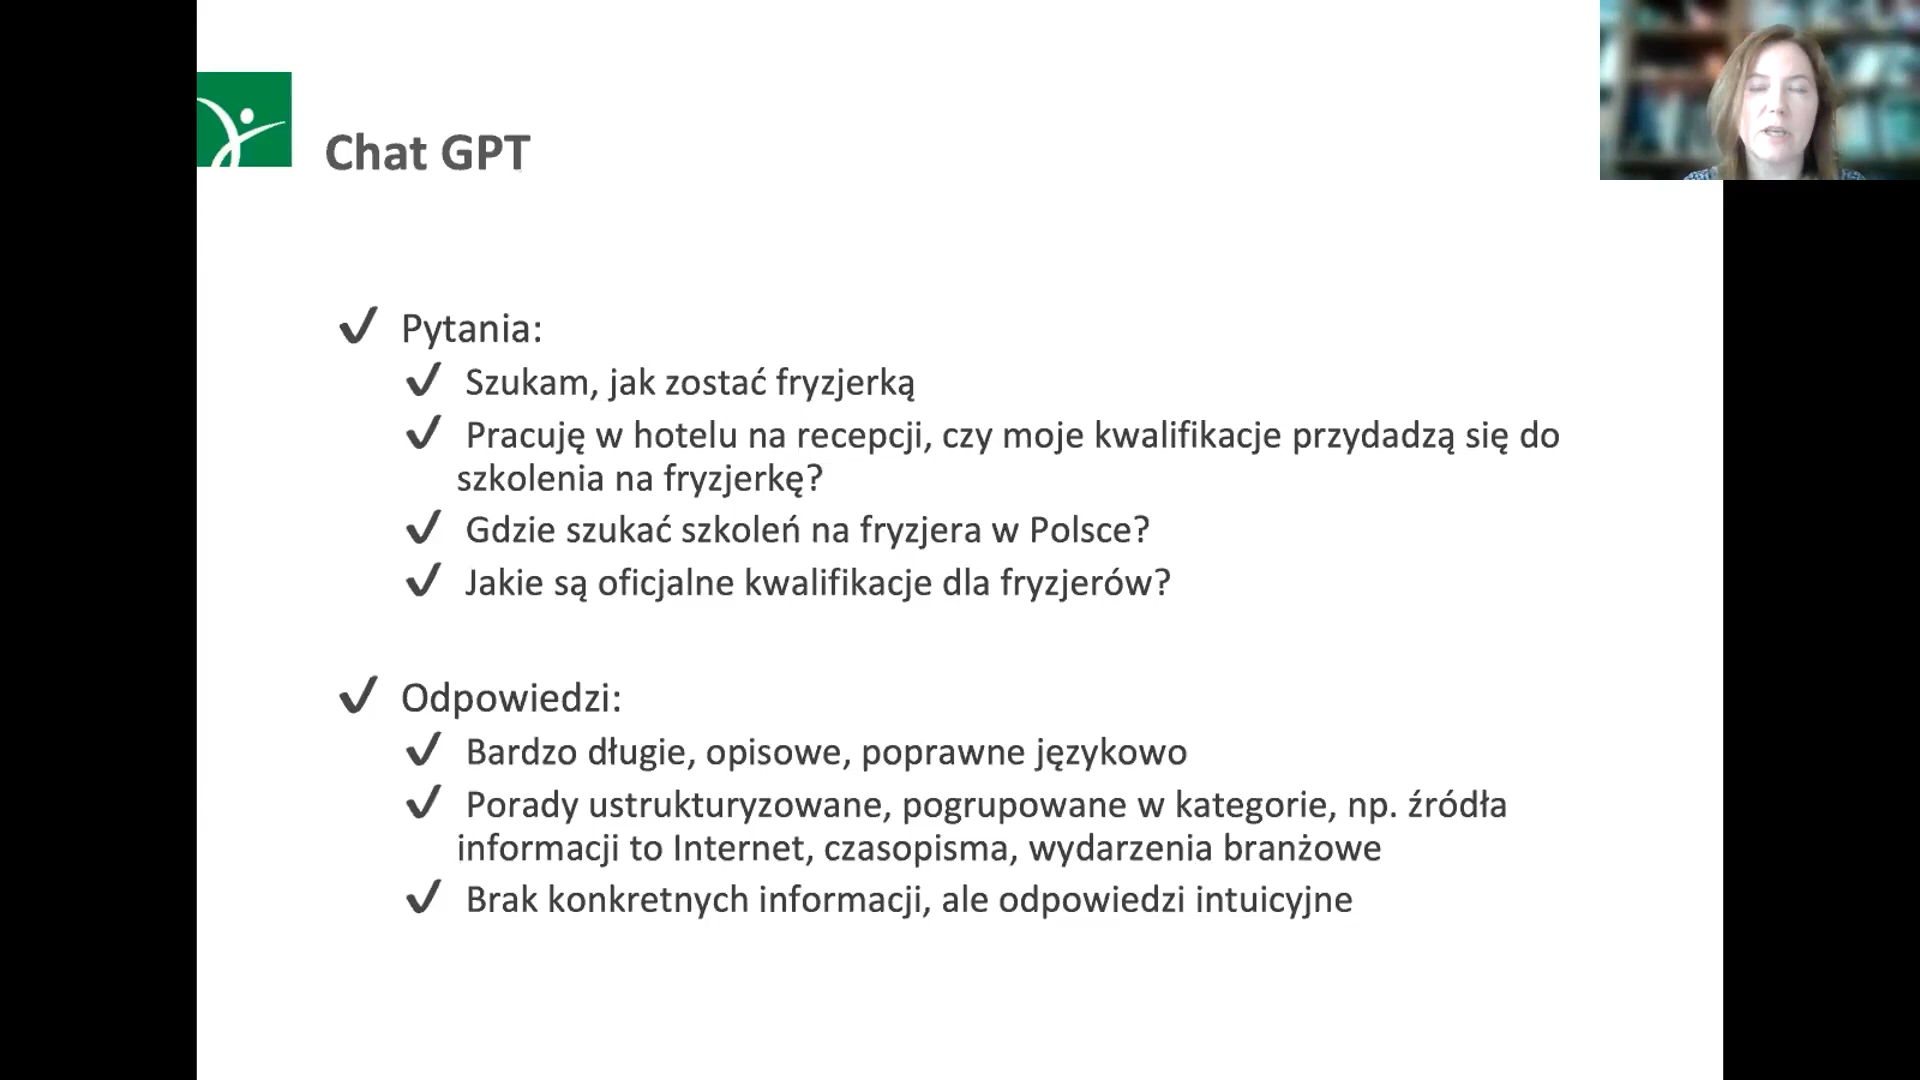 Chat GPT
✔ Pytania:
✔ Szukam, jak zostać fryzjerką
✔ Pracuję w hotelu na recepcji, czy moje kwalifikacje przydadzą się do
szkolenia na fryzjerkę?
✔ Gdzie szukać szkoleń na fryzjera w Polsce?
✔ Jakie są oficjalne kwalifikacje dla fryzjerów?
✔ Odpowiedzi:
✔ Bardzo długie, opisowe, poprawne językowo
✔ Porady ustrukturyzowane, pogrupowane w kategorie, np. źródła
informacji to Internet, czasopisma, wydarzenia branżowe
✔ Brak konkretnych informacji, ale odpowiedzi intuicyjne